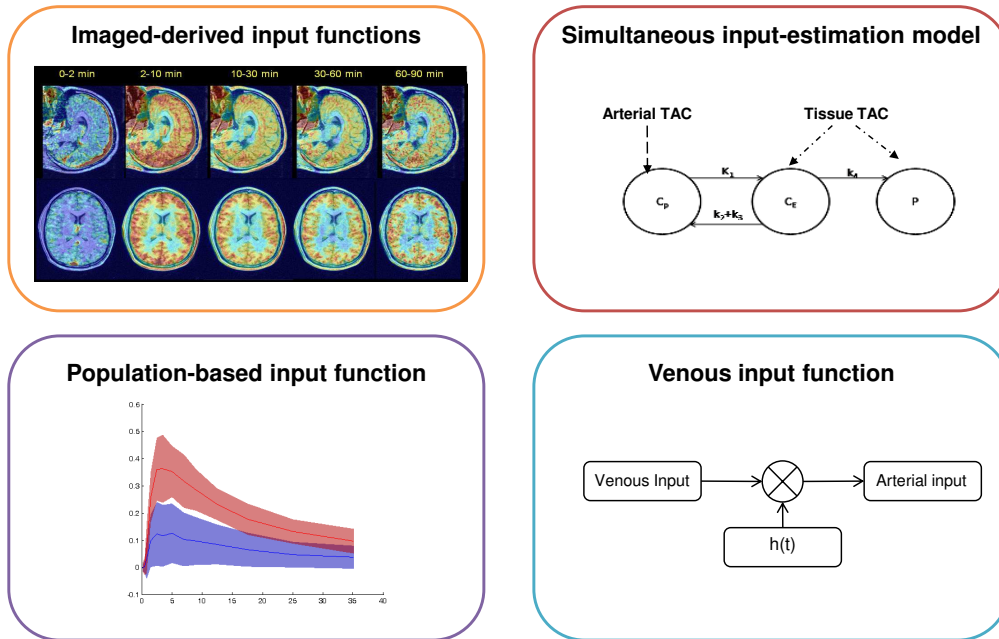 Imaged-derived input functions
0-2 min 2-10 min 10-30 min 30-60 min 60-90 min
Simultaneous input-estimation model
Arterial TAC Tissue TAC
K1 k4
Cp CE P
k2+k3
Population-based input function
0.6
0.5
0.4
0.3
0.2
0.1
0
-0.1
0 5 10 15 20 25 30 35 40
Venous input function
Venous Input Arterial input
h(t)